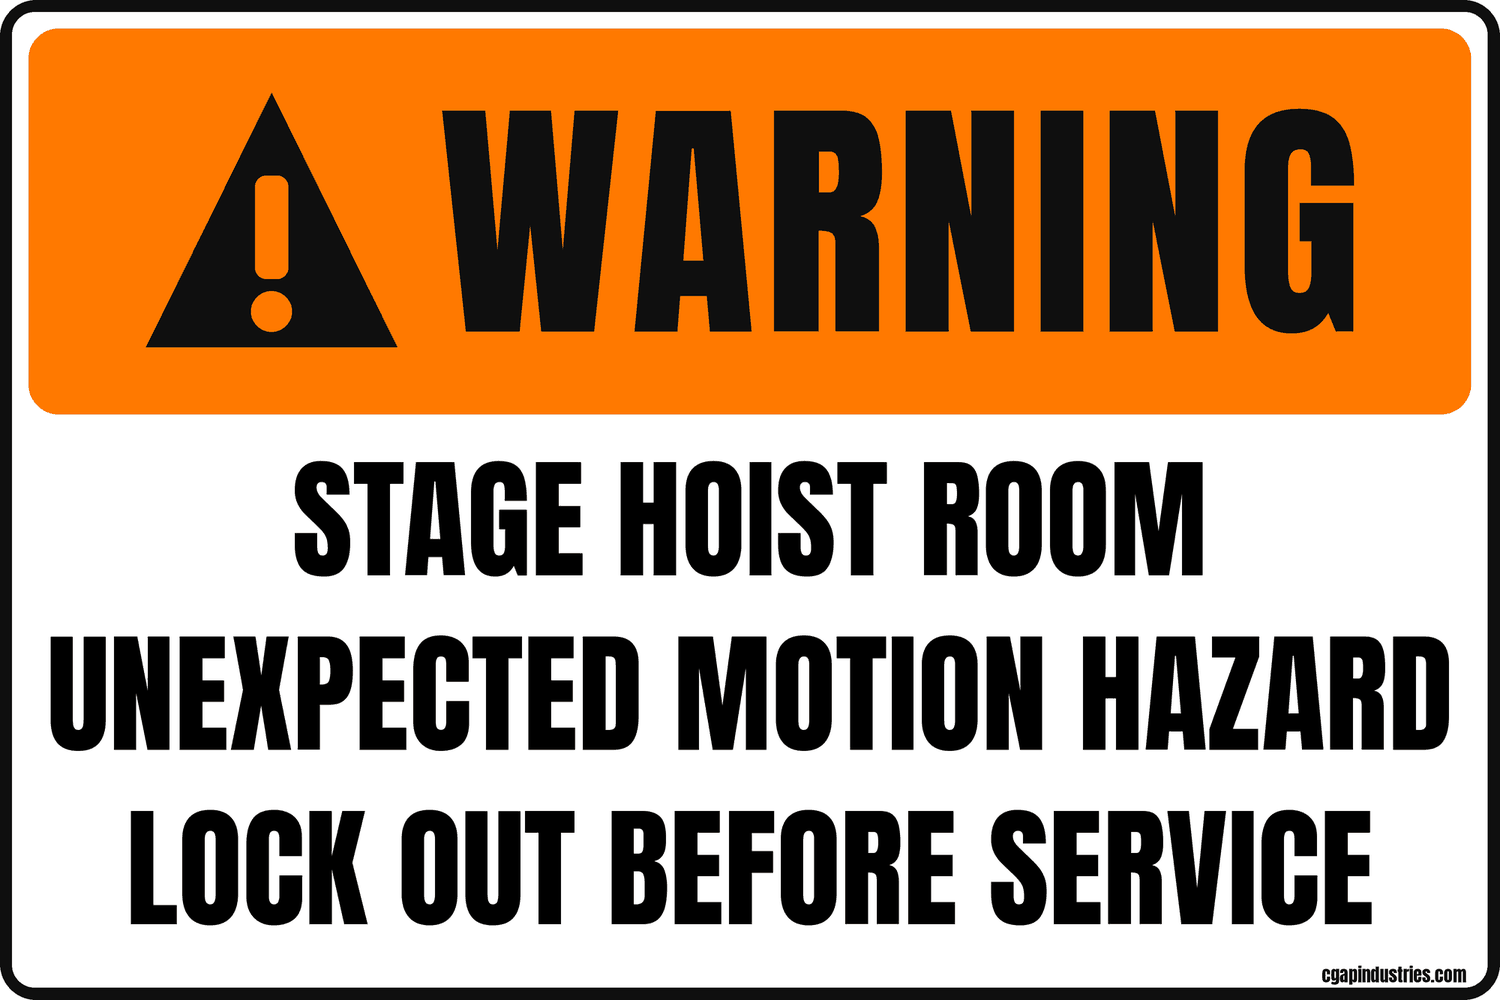 WARNING
STAGE HOIST ROOM
UNEXPECTED MOTION HAZARD
LOCK OUT BEFORE SERVICE
cgapindustries.com